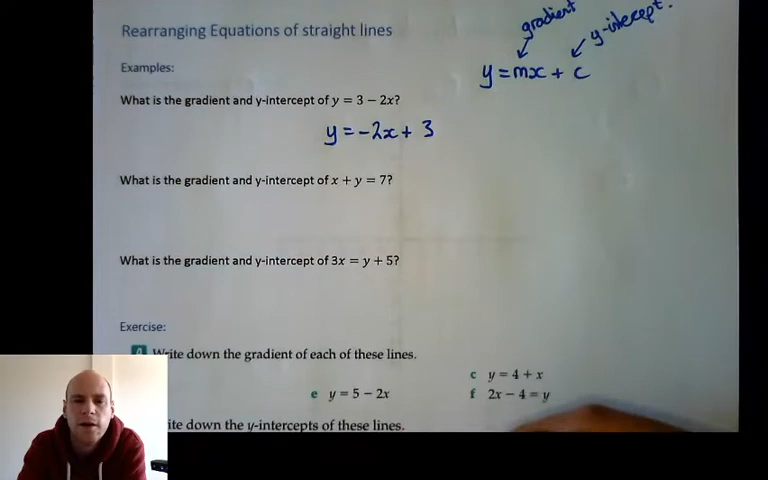 Rearranging Equations of straight lines
gradient
y-intercept.
Examples:
y = mx + c
What is the gradient and y-intercept of y = 3 − 2x?
y = -2x + 3
What is the gradient and y-intercept of x + y = 7?
What is the gradient and y-intercept of 3x = y + 5?
Exercise:
Write down the gradient of each of these lines.
c y = 4 + x
e y = 5 − 2x f 2x − 4 = y
down the y-intercepts of these lines.